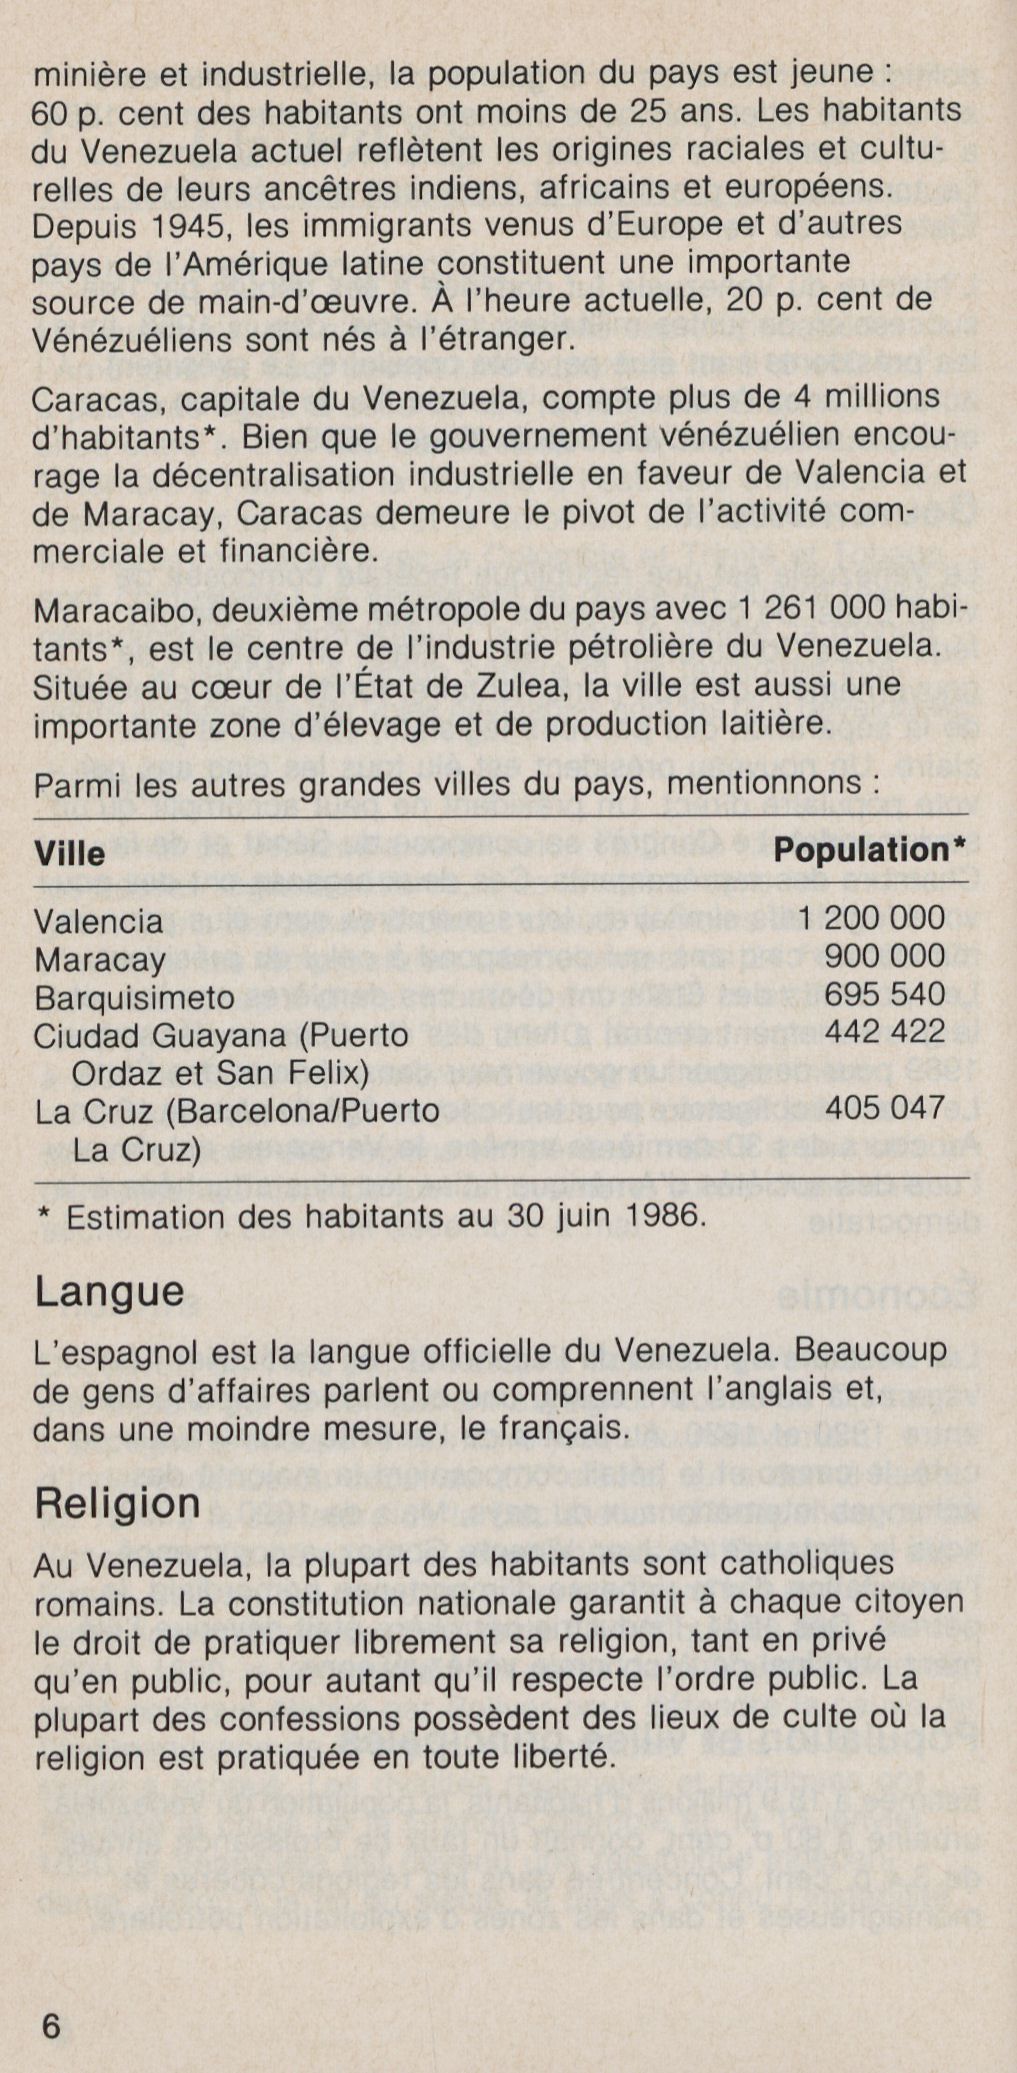 minière et industrielle, la population du pays est jeune :
60 p. cent des habitants ont moins de 25 ans. Les habitants
du Venezuela actuel reflètent les origines raciales et cultu-
relles de leurs ancêtres indiens, africains et européens.
Depuis 1945, les immigrants venus d'Europe et d'autres
pays de l'Amérique latine constituent une importante
source de main-d'œuvre. À l'heure actuelle, 20 p. cent de
Vénézuéliens sont nés à l'étranger.
Caracas, capitale du Venezuela, compte plus de 4 millions
d'habitants*. Bien que le gouvernement vénézuélien encou-
rage la décentralisation industrielle en faveur de Valencia et
de Maracay, Caracas demeure le pivot de l'activité com-
merciale et financière.
Maracaibo, deuxième métropole du pays avec 1 261 000 habi-
tants*, est le centre de l'industrie pétrolière du Venezuela.
Située au cœur de l'État de Zulea, la ville est aussi une
importante zone d'élevage et de production laitière.
Parmi les autres grandes villes du pays, mentionnons :
Ville Population*
Valencia 1 200 000
Maracay 900 000
Barquisimeto 695 540
Ciudad Guayana (Puerto 442 422
Ordaz et San Felix)
La Cruz (Barcelona/Puerto 405 047
La Cruz)
* Estimation des habitants au 30 juin 1986.
Langue
L'espagnol est la langue officielle du Venezuela. Beaucoup
de gens d'affaires parlent ou comprennent l'anglais et,
dans une moindre mesure, le français.
Religion
Au Venezuela, la plupart des habitants sont catholiques
romains. La constitution nationale garantit à chaque citoyen
le droit de pratiquer librement sa religion, tant en privé
qu'en public, pour autant qu'il respecte l'ordre public. La
plupart des confessions possèdent des lieux de culte où la
religion est pratiquée en toute liberté.
6